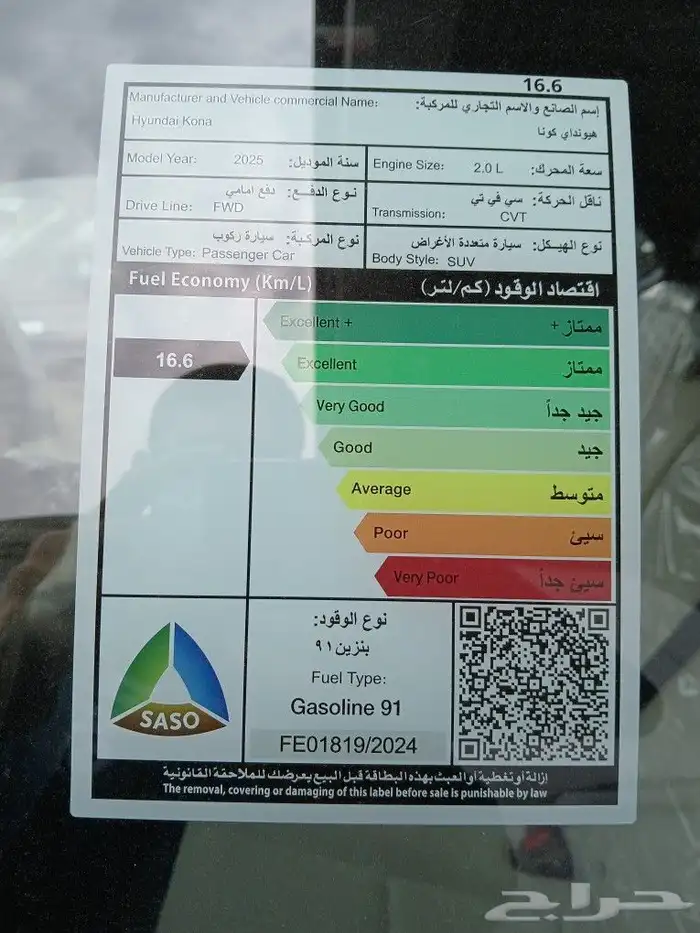 16.6
Manufacturer and Vehicle commercial Name: إسم الصانع والاسم التجاري للمركبة:
Hyundai Kona هيونداي كونا
Model Year: 2025 سنة الموديل:
Engine Size: 2.0 L سعة المحرك:
نوع الدفع: دفع امامي
Drive Line: FWD
ناقل الحركة: سي في تي
Transmission: CVT
نوع المركبة: سيارة ركوب
Vehicle Type: Passenger Car
نوع الهيكل: سيارة متعددة الأغراض
Body Style: SUV
Fuel Economy (Km/L) اقتصاد الوقود (كم/لتر)
Excellent + ممتاز +
16.6
Excellent ممتاز
Very Good جيد جداً
Good جيد
Average متوسط
Poor سيئ
Very Poor سيئ جداً
SASO
نوع الوقود:
بنزين ٩١
Fuel Type:
Gasoline 91
FE01819/2024
إزالة أو تغطية أو العبث بهذه البطاقة قبل البيع يعرضك للملاحقة القانونية
The removal, covering or damaging of this label before sale is punishable by law
حراج